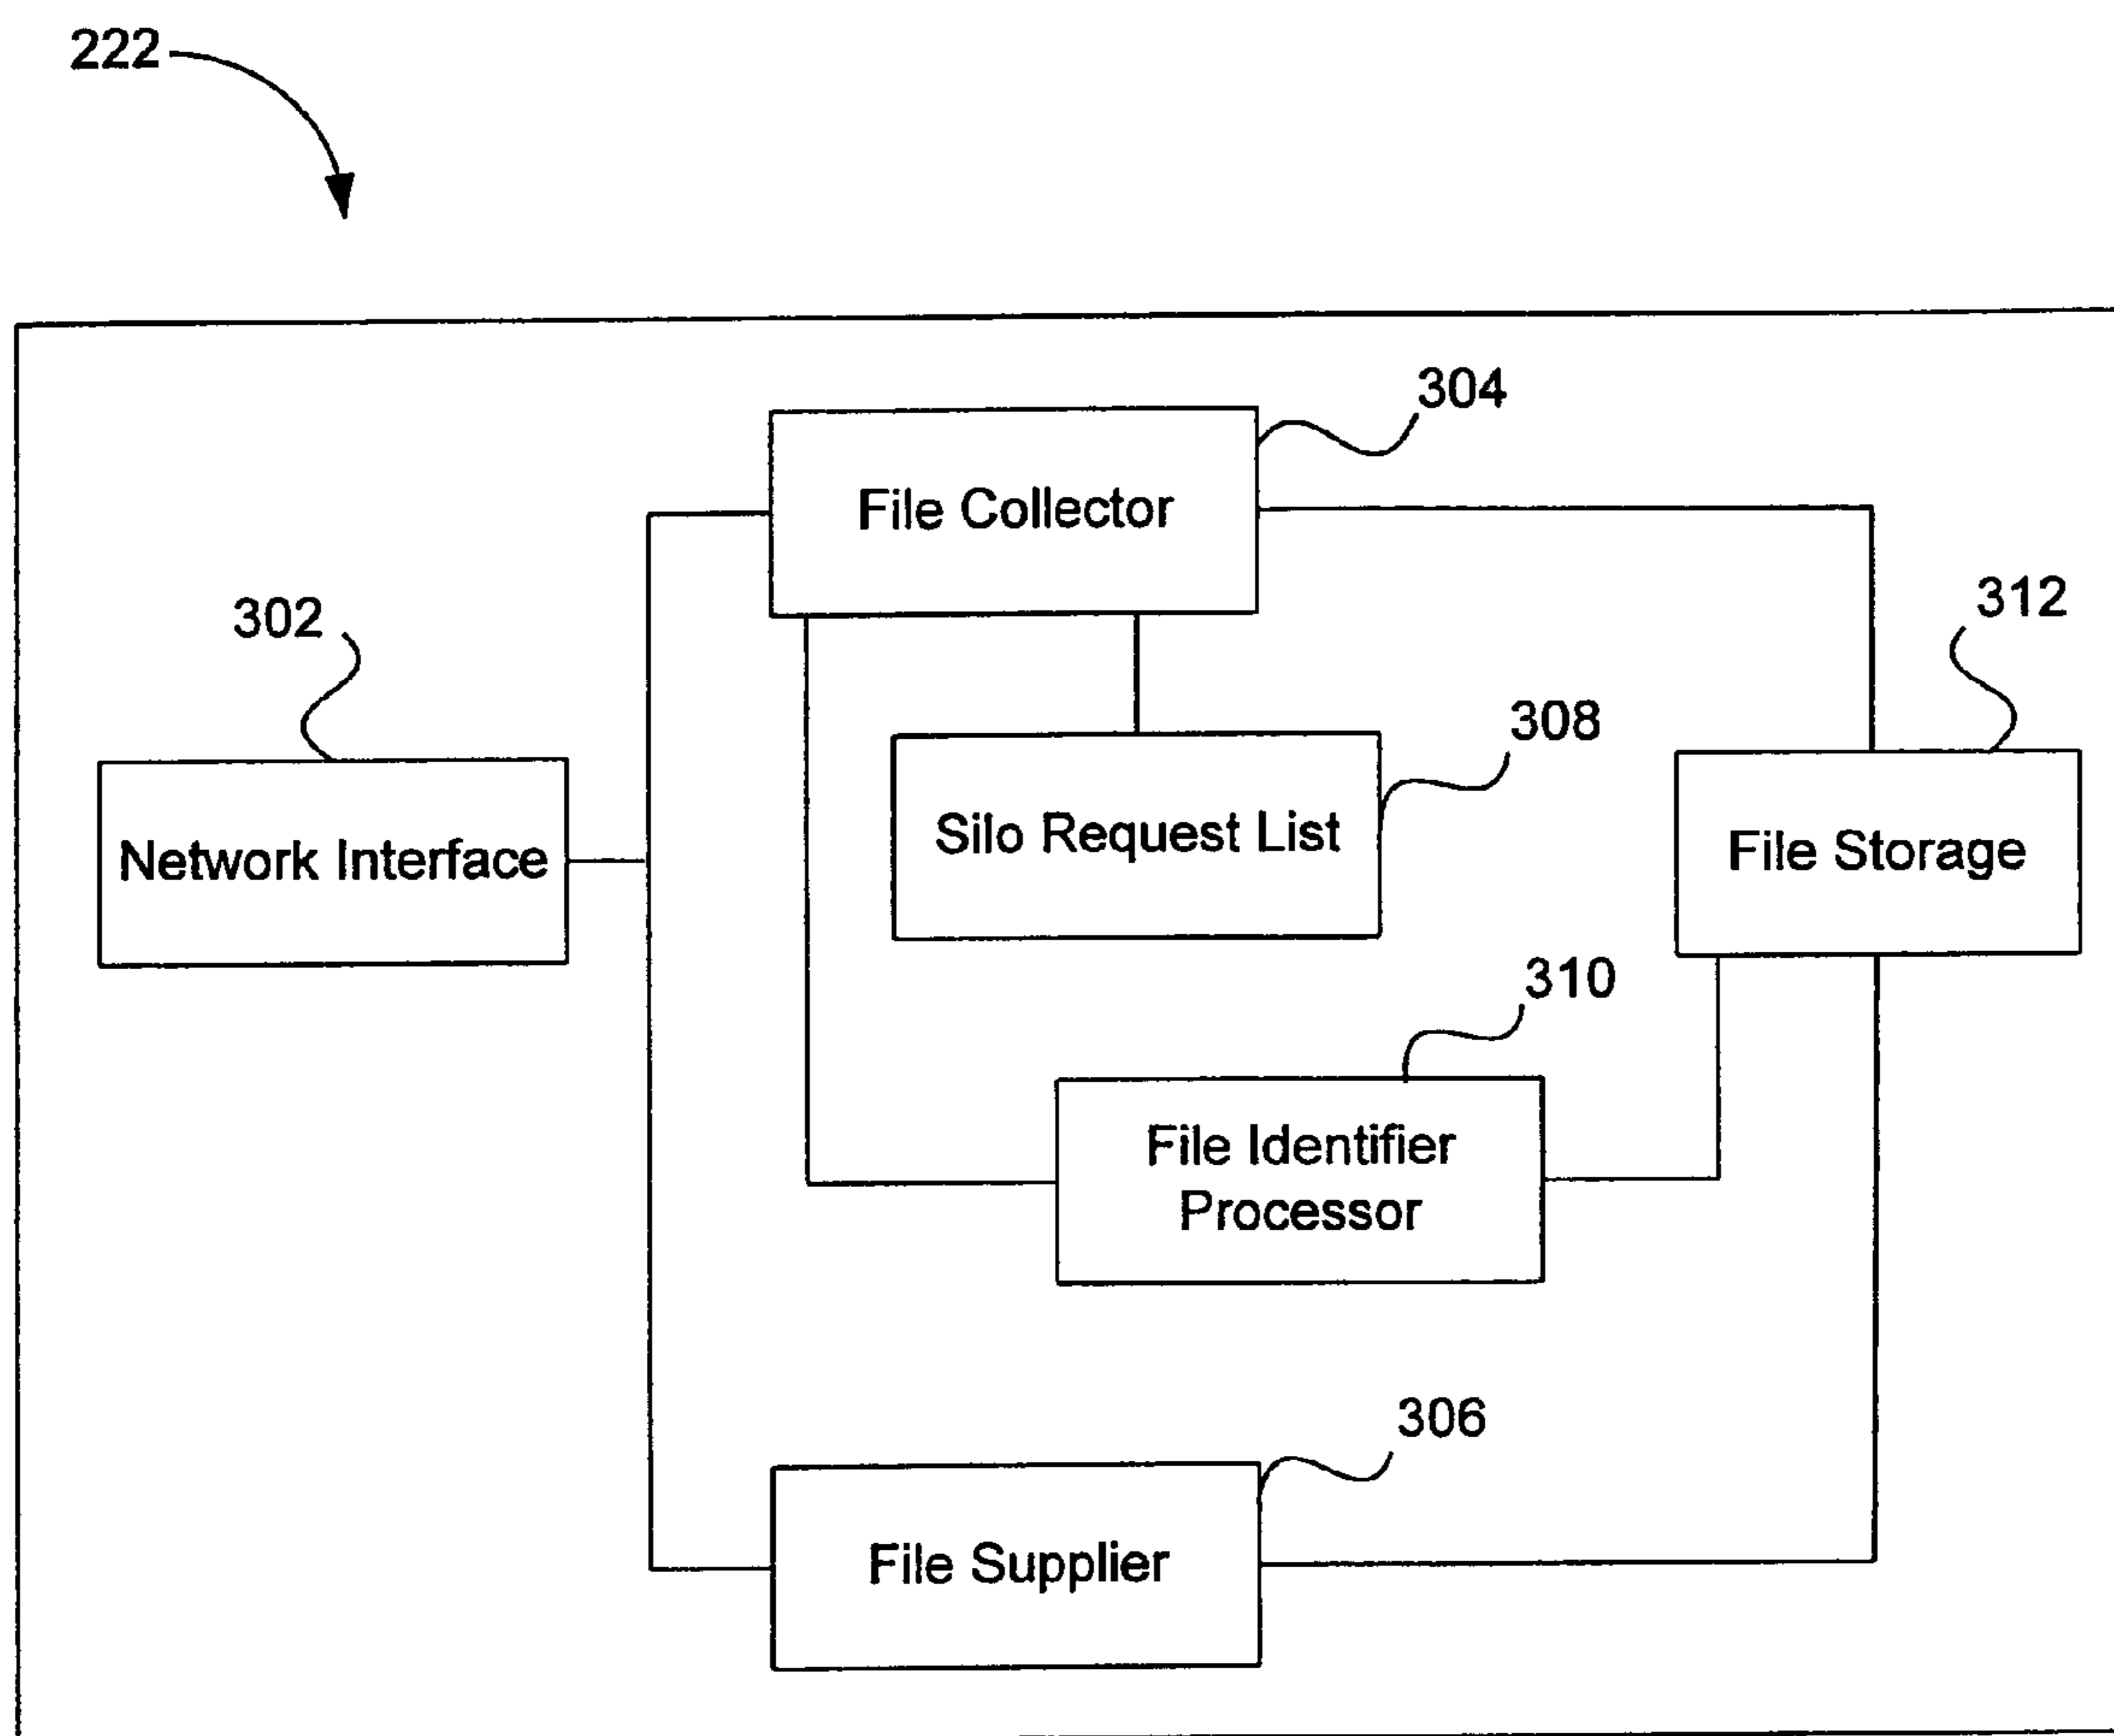 222
304
File Collector
302
312
308
Network Interface
Silo Request List
File Storage
310
File Identifier
Processor
306
File Supplier